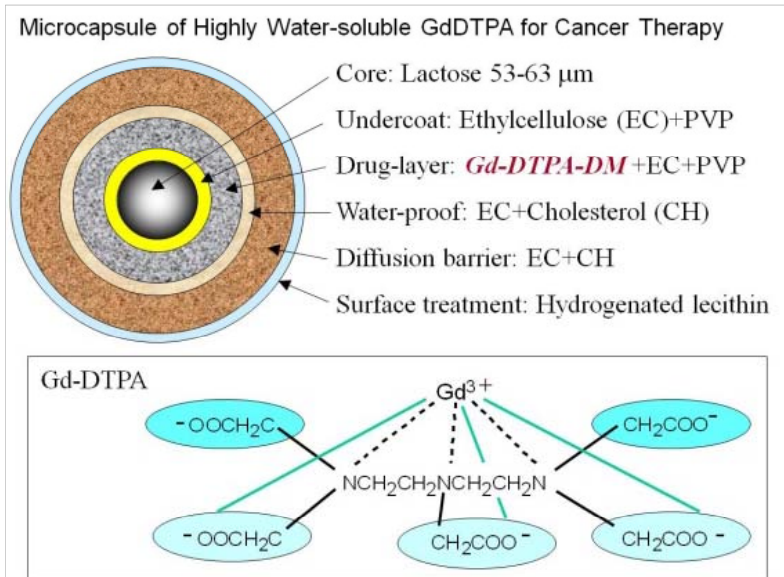 Microcapsule of Highly Water-soluble GdDTPA for Cancer Therapy
Core: Lactose 53-63 μm
Undercoat: Ethylcellulose (EC)+PVP
Drug-layer: Gd-DTPA-DM +EC+PVP
Water-proof: EC+Cholesterol (CH)
Diffusion barrier: EC+CH
Surface treatment: Hydrogenated lecithin
Gd-DTPA
Gd³⁺
⁻OOCH₂C
CH₂COO⁻
NCH₂CH₂NCH₂CH₂N
⁻OOCH₂C
CH₂COO⁻
CH₂COO⁻